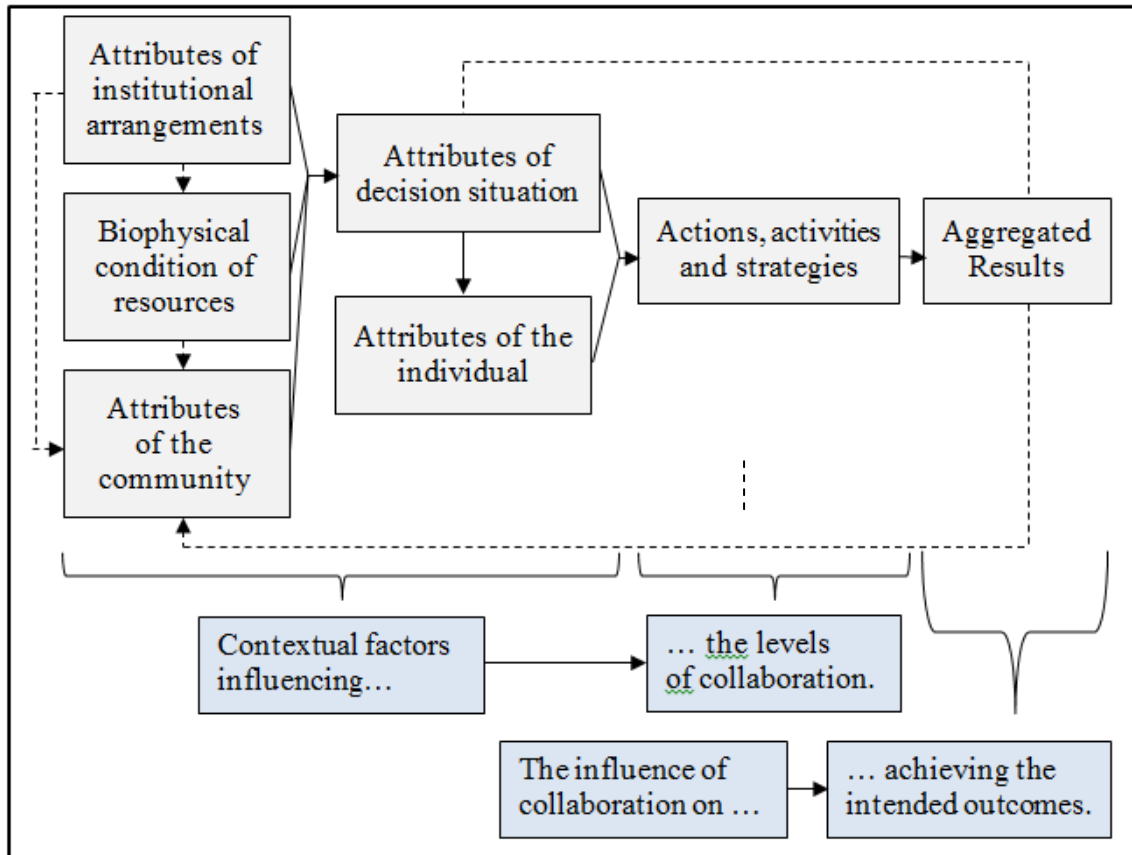 Attributes of
institutional
arrangements
Biophysical
condition of
resources
Attributes
of the
community
Attributes of
decision situation
Attributes of the
individual
Actions, activities
and strategies
Aggregated
Results
Contextual factors
influencing…
… the levels
of collaboration.
The influence of
collaboration on …
… achieving the
intended outcomes.